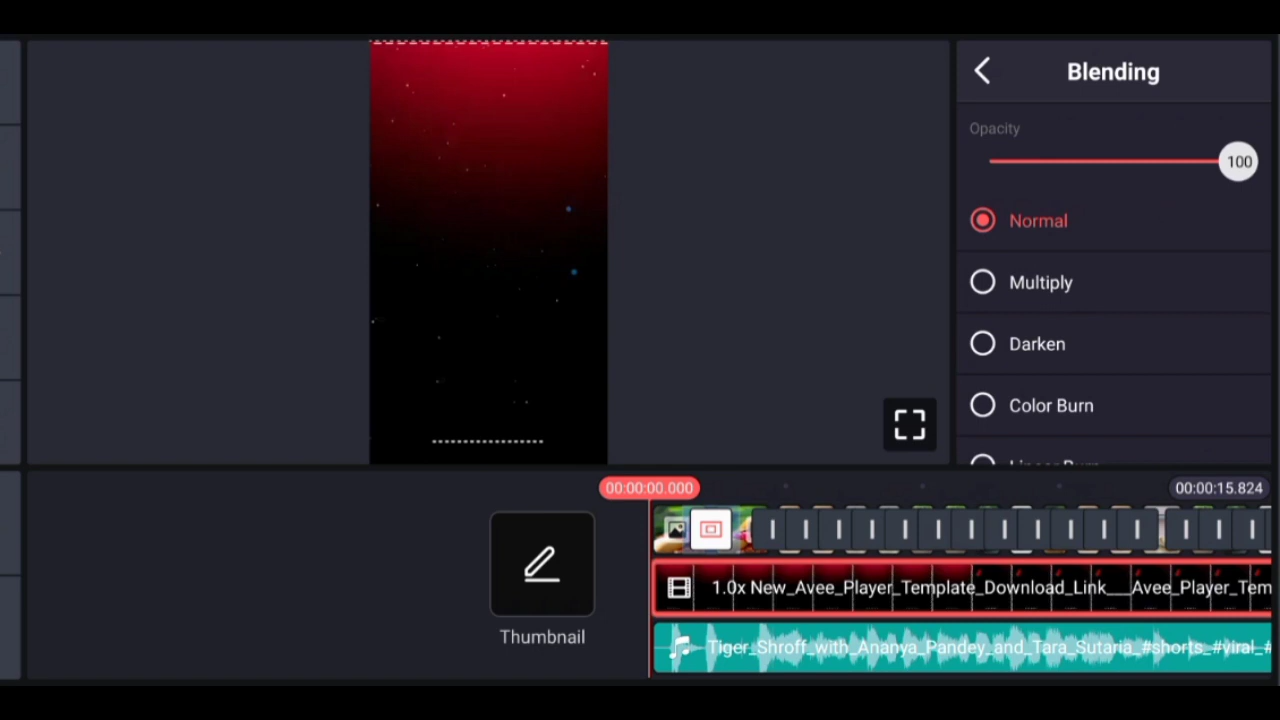 Blending
Opacity
100
Normal
Multiply
Darken
Color Burn
00:00:00.000
00:00:15.824
1.0x New_Avee_Player_Template_Download_Link___Avee_Player_Tem
Thumbnail
Tiger_Shroff_with_Ananya_Pandey_and_Tara_Sutaria_#shorts_#viral_#